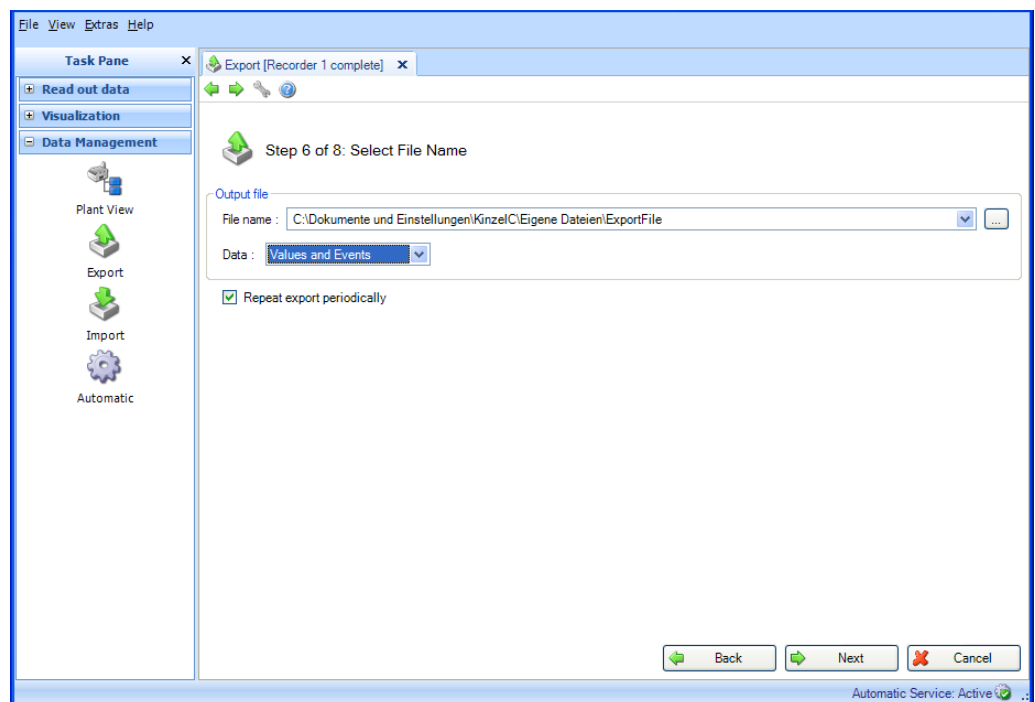 File View Extras Help
Task Pane
Export [Recorder 1 complete]
Read out data
Visualization
Data Management
Plant View
Export
Import
Automatic
Step 6 of 8: Select File Name
Output file
File name : C:\Dokumente und Einstellungen\KinzelC\Eigene Dateien\ExportFile ...
Data : Values and Events
Repeat export periodically
Back Next Cancel
Automatic Service: Active